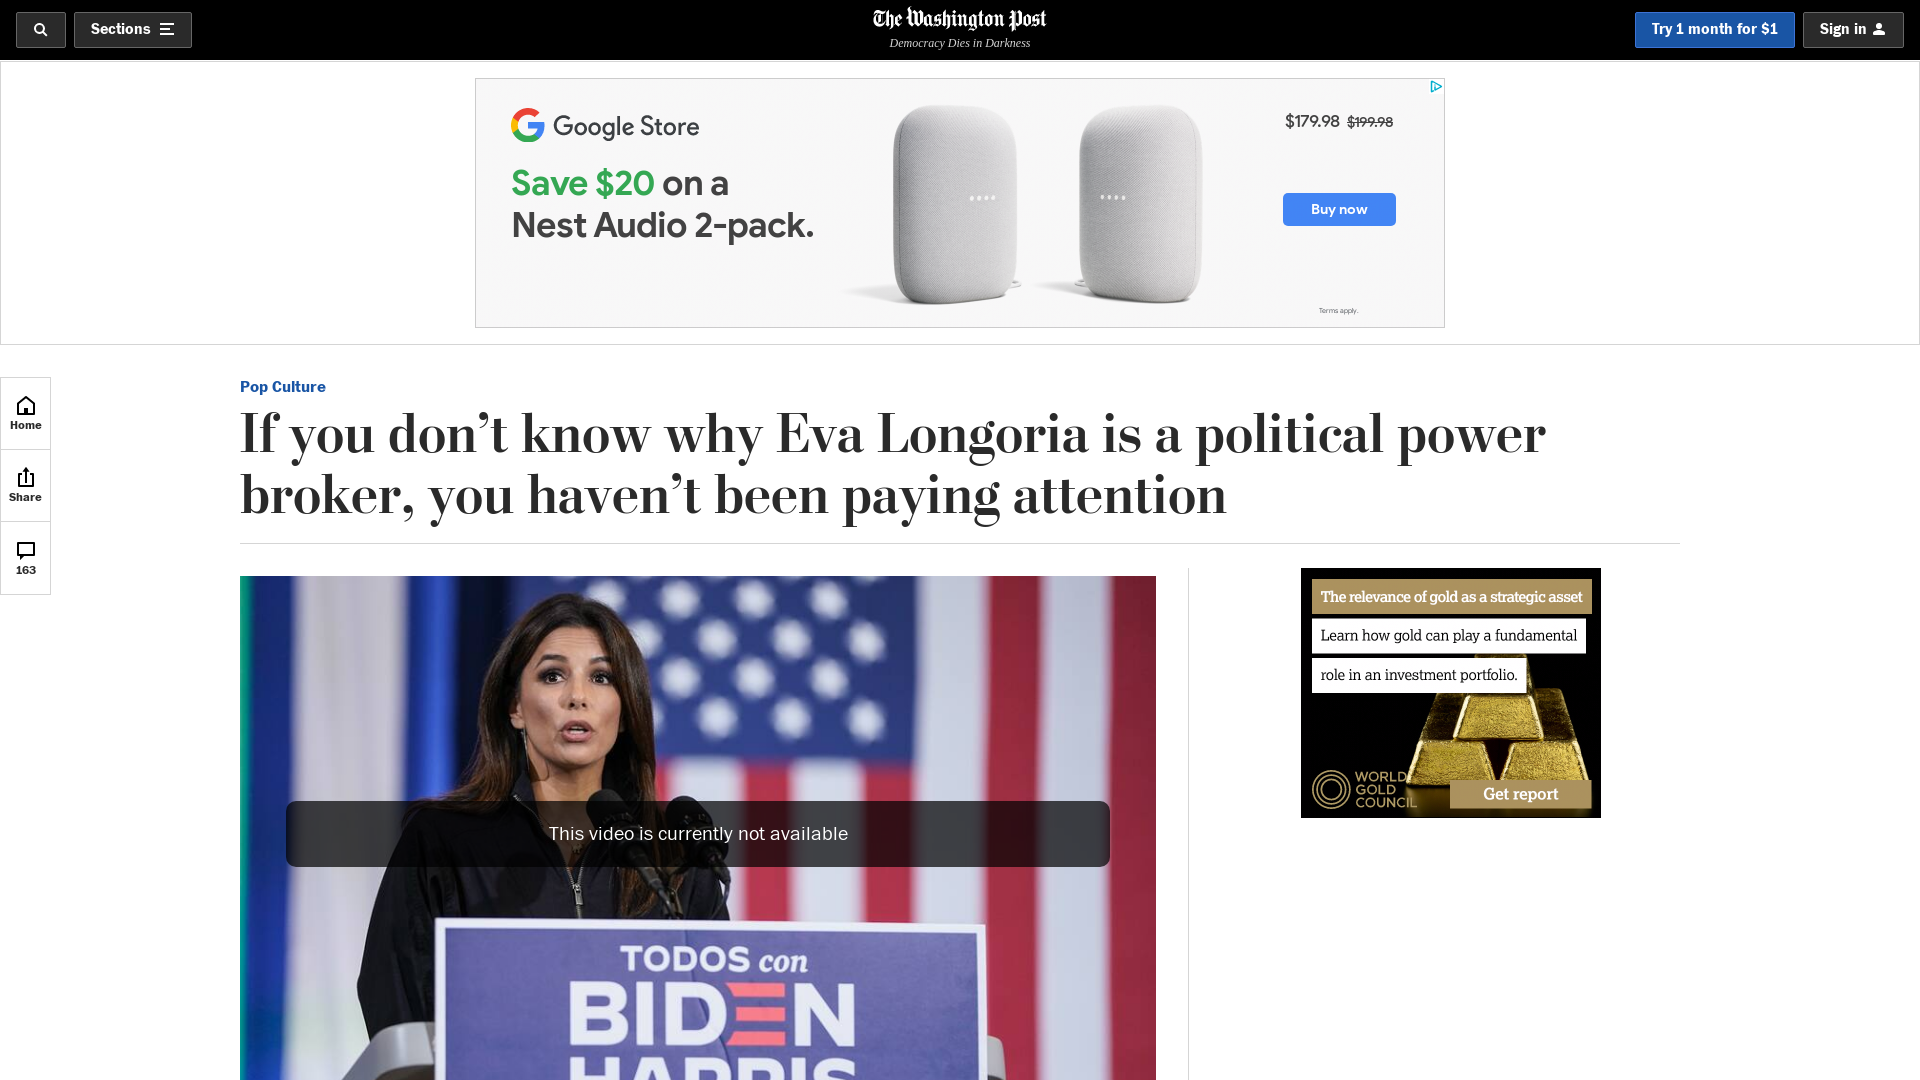 Sections
The Washington Post
Democracy Dies in Darkness
Try 1 month for $1
Sign in
Google Store
Save $20 on a
Nest Audio 2-pack.
$179.98 $199.98
Buy now
Terms apply.
Home
Share
163
Pop Culture
If you don’t know why Eva Longoria is a political power
broker, you haven’t been paying attention
This video is currently not available
TODOS con
BIDEN
HARRIS
The relevance of gold as a strategic asset
Learn how gold can play a fundamental
role in an investment portfolio.
WORLD
GOLD
COUNCIL
Get report